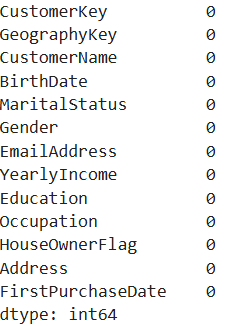 CustomerKey 0
GeographyKey 0
CustomerName 0
BirthDate 0
MaritalStatus 0
Gender 0
EmailAddress 0
YearlyIncome 0
Education 0
Occupation 0
HouseOwnerFlag 0
Address 0
FirstPurchaseDate 0
dtype: int64